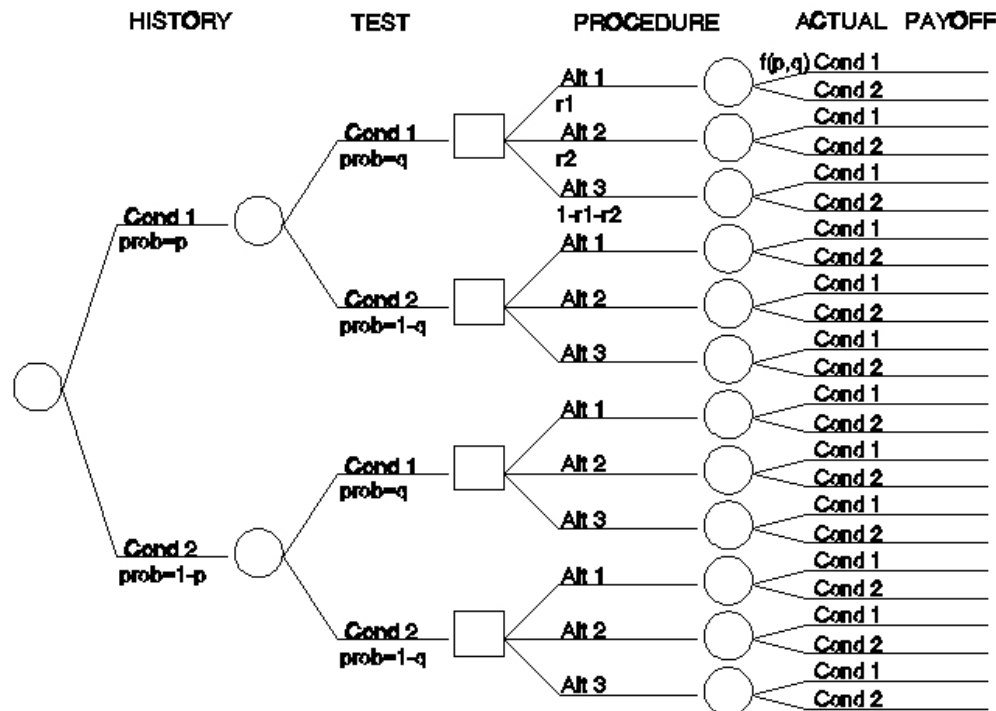 HISTORY TEST PROCEDURE ACTUAL PAYOFF
f(p,q) Cond 1
Alt 1
Cond 2
r1
Cond 1
Cond 1
Alt 2
Cond 2
prob=q
r2
Cond 1
Alt 3
Cond 2
1-r1-r2
Cond 1
prob=p
Cond 1
Alt 1
Cond 2
Cond 1
Cond 2
Alt 2
Cond 2
prob=1-q
Cond 1
Alt 3
Cond 2
Cond 1
Alt 1
Cond 2
Cond 1
Cond 1
Alt 2
Cond 2
prob=q
Cond 1
Alt 3
Cond 2
Cond 2
prob=1-p
Cond 1
Alt 1
Cond 2
Cond 1
Cond 2
Alt 2
Cond 2
prob=1-q
Cond 1
Alt 3
Cond 2